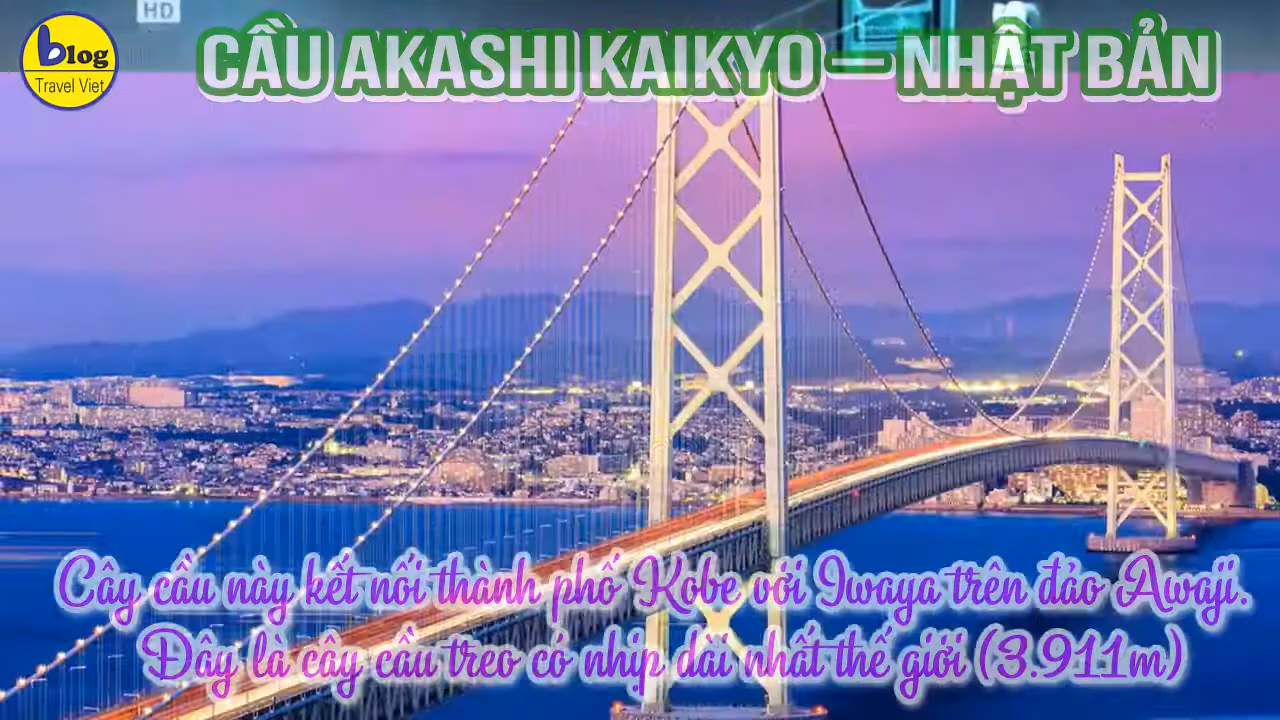 HD
blog
Travel Viet
CẦU AKASHI KAIKYO – NHẬT BẢN
Cây cầu này kết nối thành phố Kobe với Iwaya trên đảo Awaji.
Đây là cây cầu treo có nhịp dài nhất thế giới (3.911m)